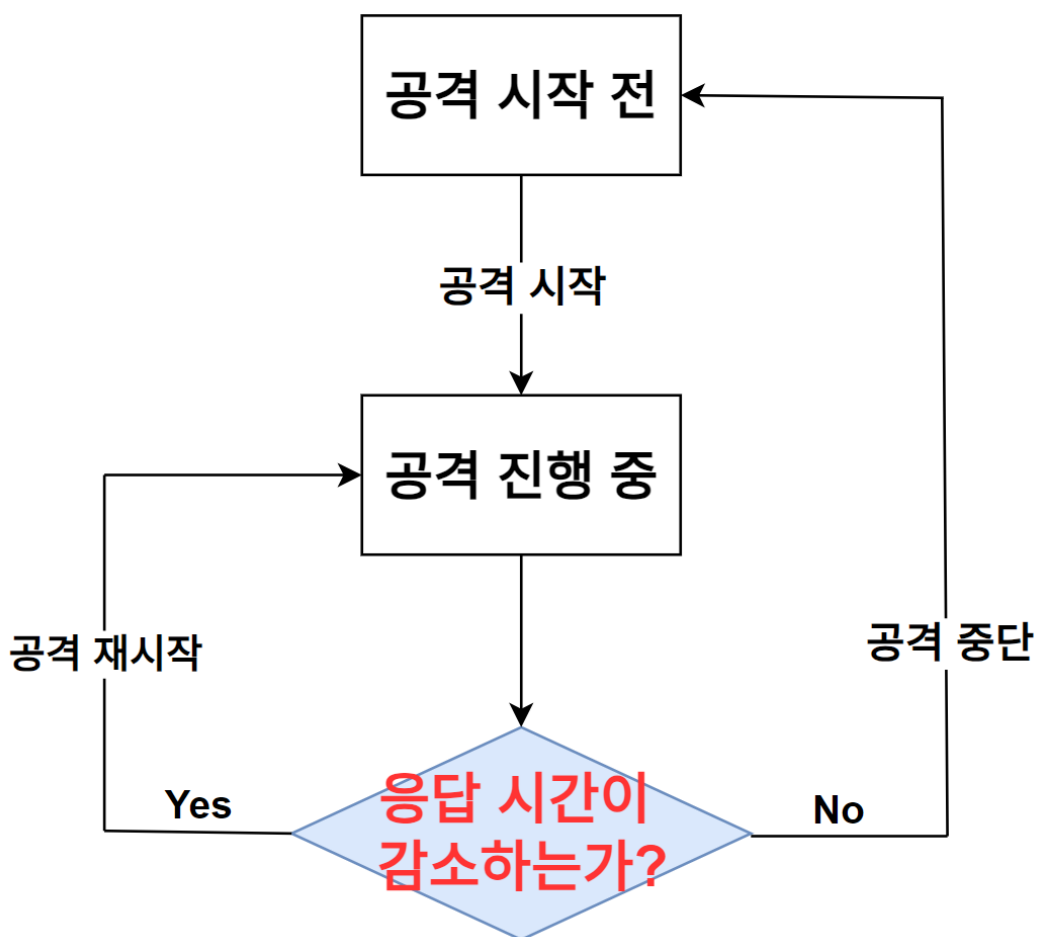 공격 시작 전
공격 시작
공격 진행 중
공격 재시작
공격 중단
Yes
No
응답 시간이
감소하는가?